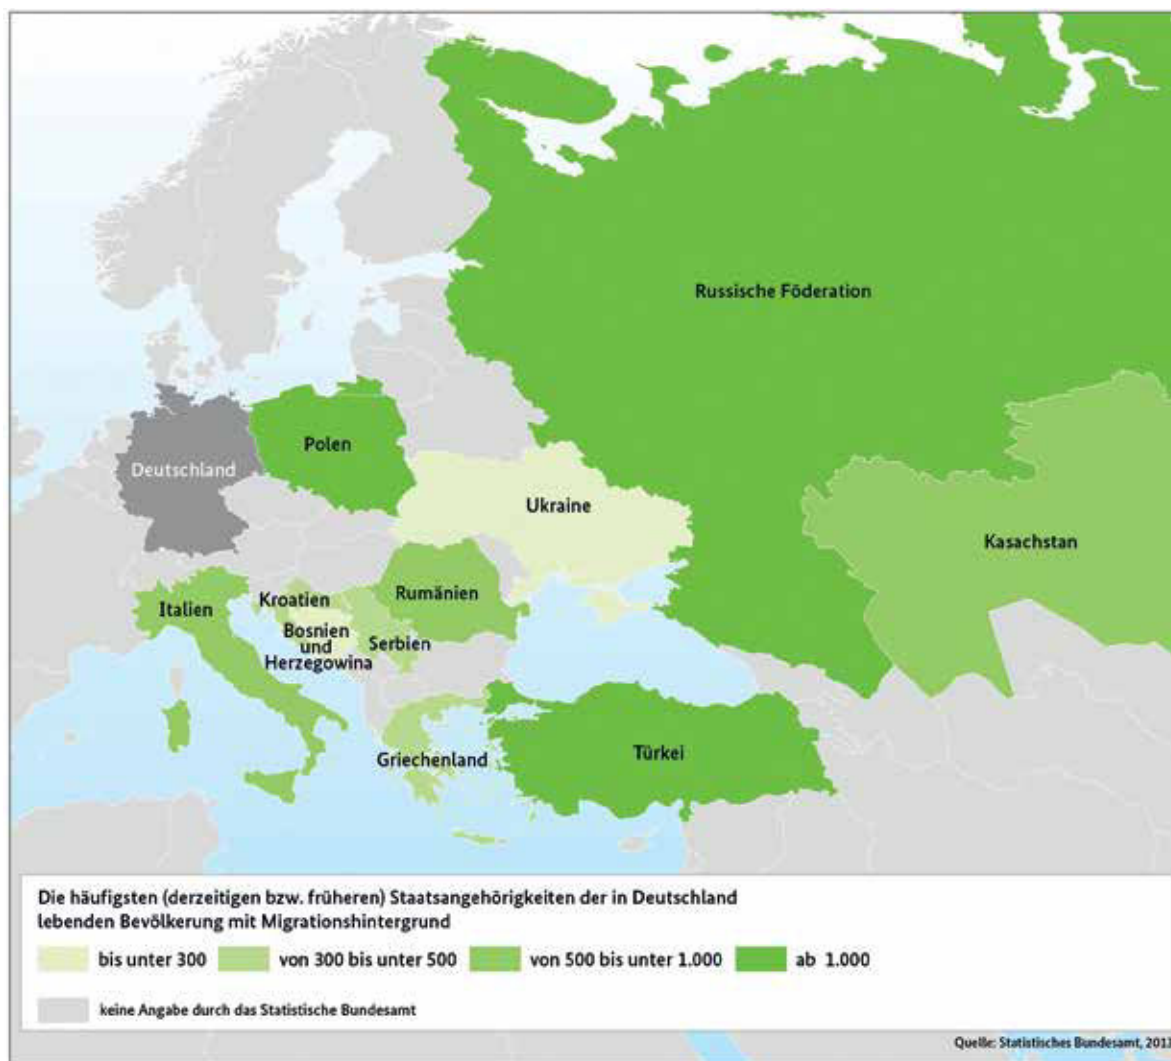 Russische Föderation
Polen
Deutschland
Ukraine
Kasachstan
Rumänien
Italien
Kroatien
Bosnien
und
Herzegowina
Serbien
Griechenland
Türkei
Die häufigsten (derzeitigen bzw. früheren) Staatsangehörigkeiten der in Deutschland
lebenden Bevölkerung mit Migrationshintergrund
bis unter 300 von 300 bis unter 500 von 500 bis unter 1.000 ab 1.000
keine Angabe durch das Statistische Bundesamt
Quelle: Statistisches Bundesamt,